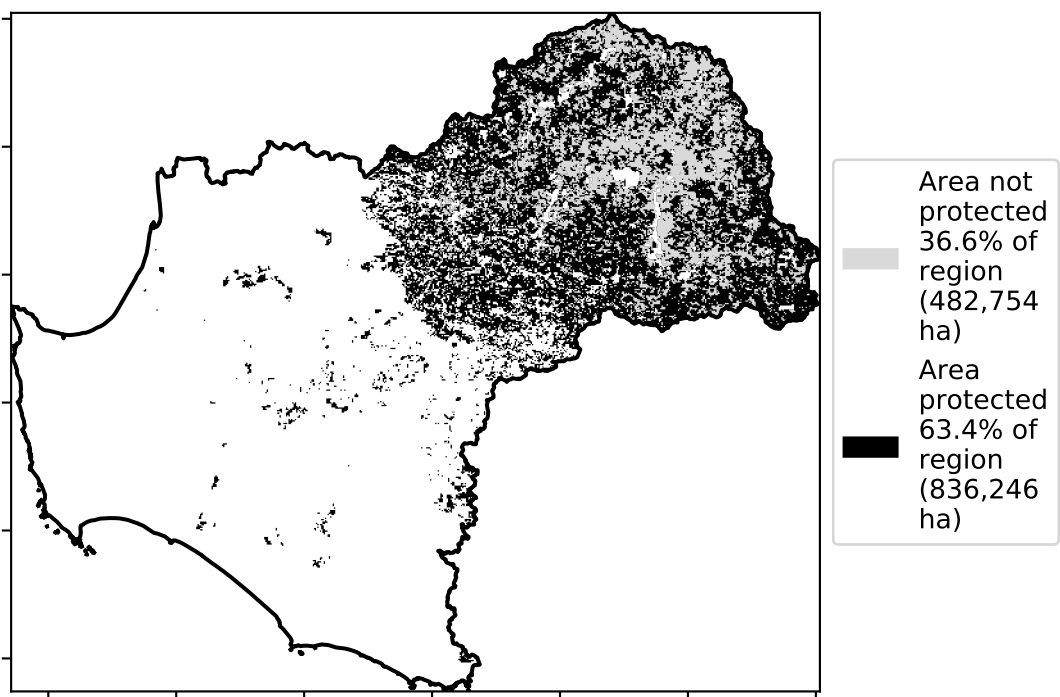 Area not
protected
36.6% of
region
(482,754
ha)
Area
protected
63.4% of
region
(836,246
ha)